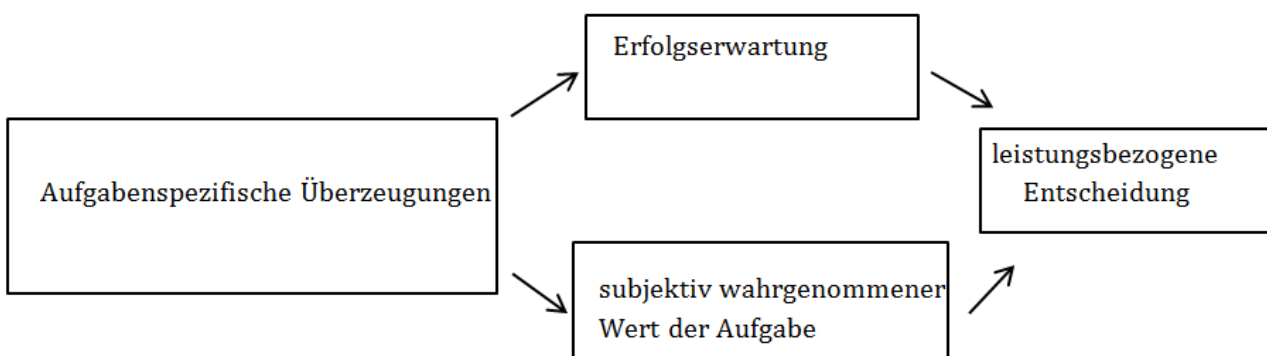 Erfolgserwartung
Aufgabenspezifische Überzeugungen
leistungsbezogene
Entscheidung
subjektiv wahrgenommener
Wert der Aufgabe